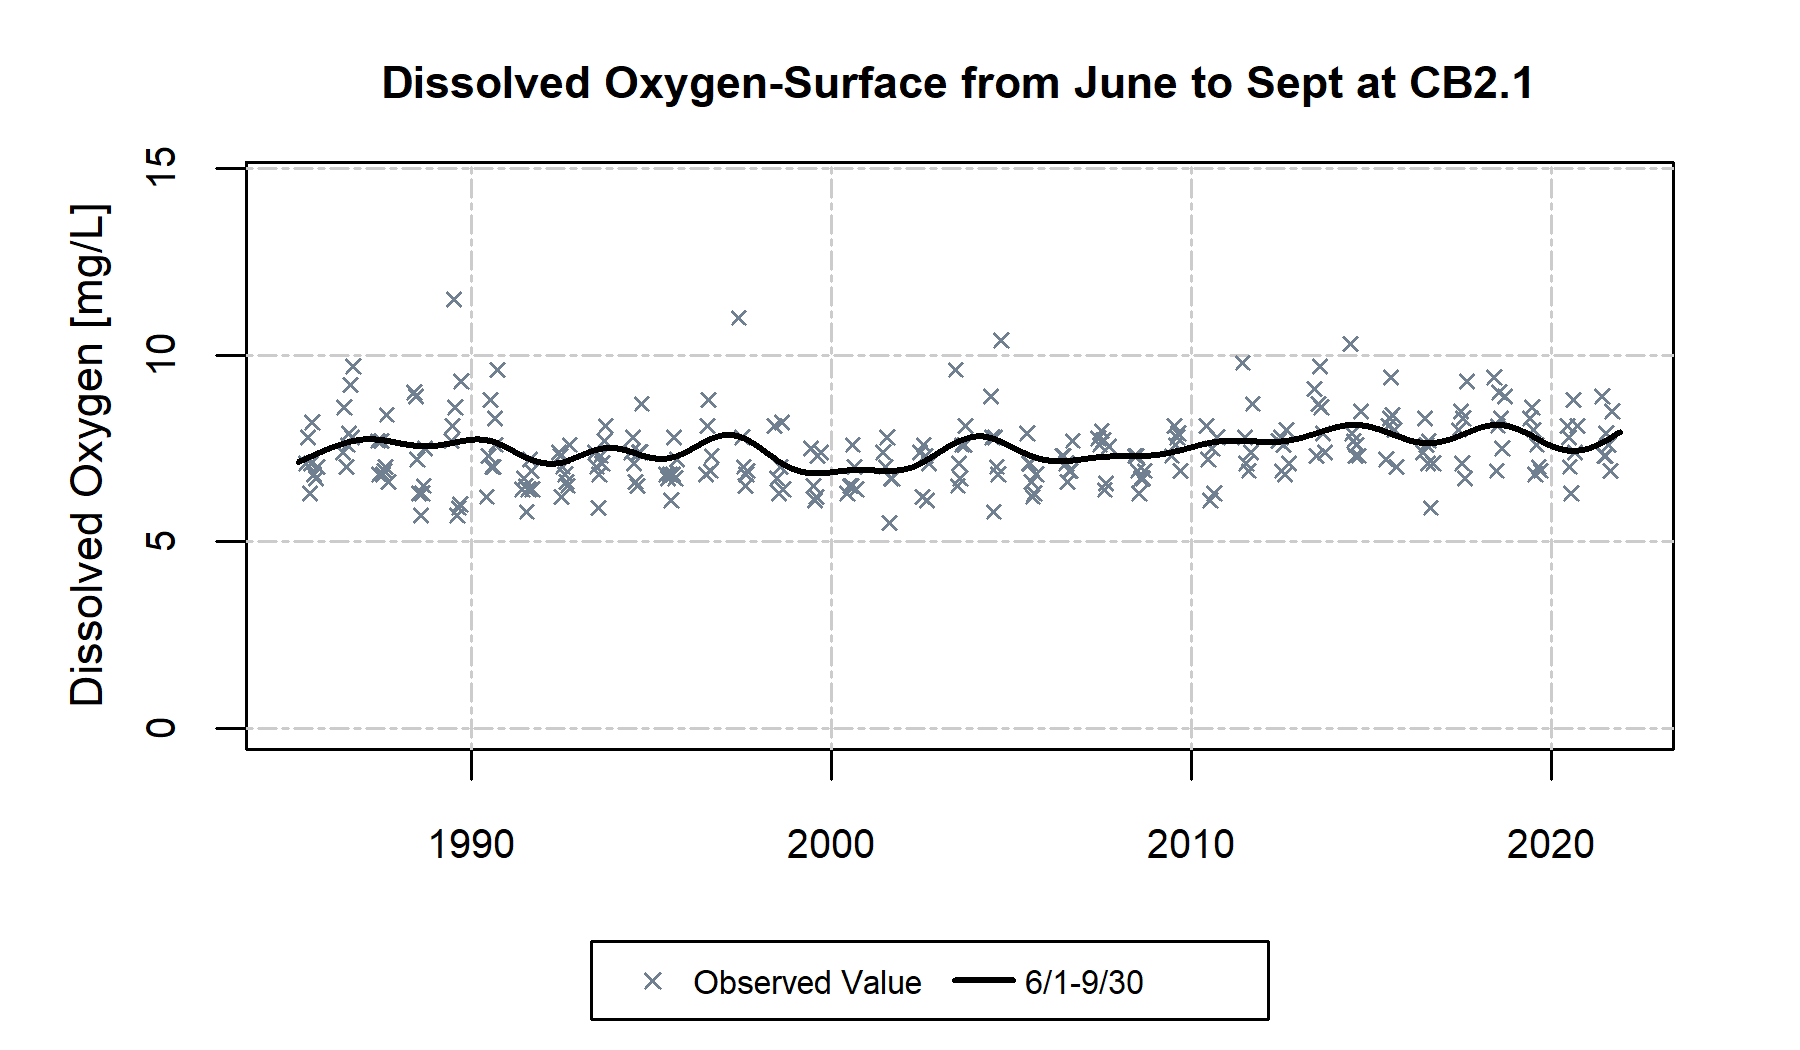 Dissolved Oxygen-Surface from June to Sept at CB2.1
Dissolved Oxygen [mg/L]
15
10
5
0
1990 2000 2010 2020
Observed Value 6/1-9/30